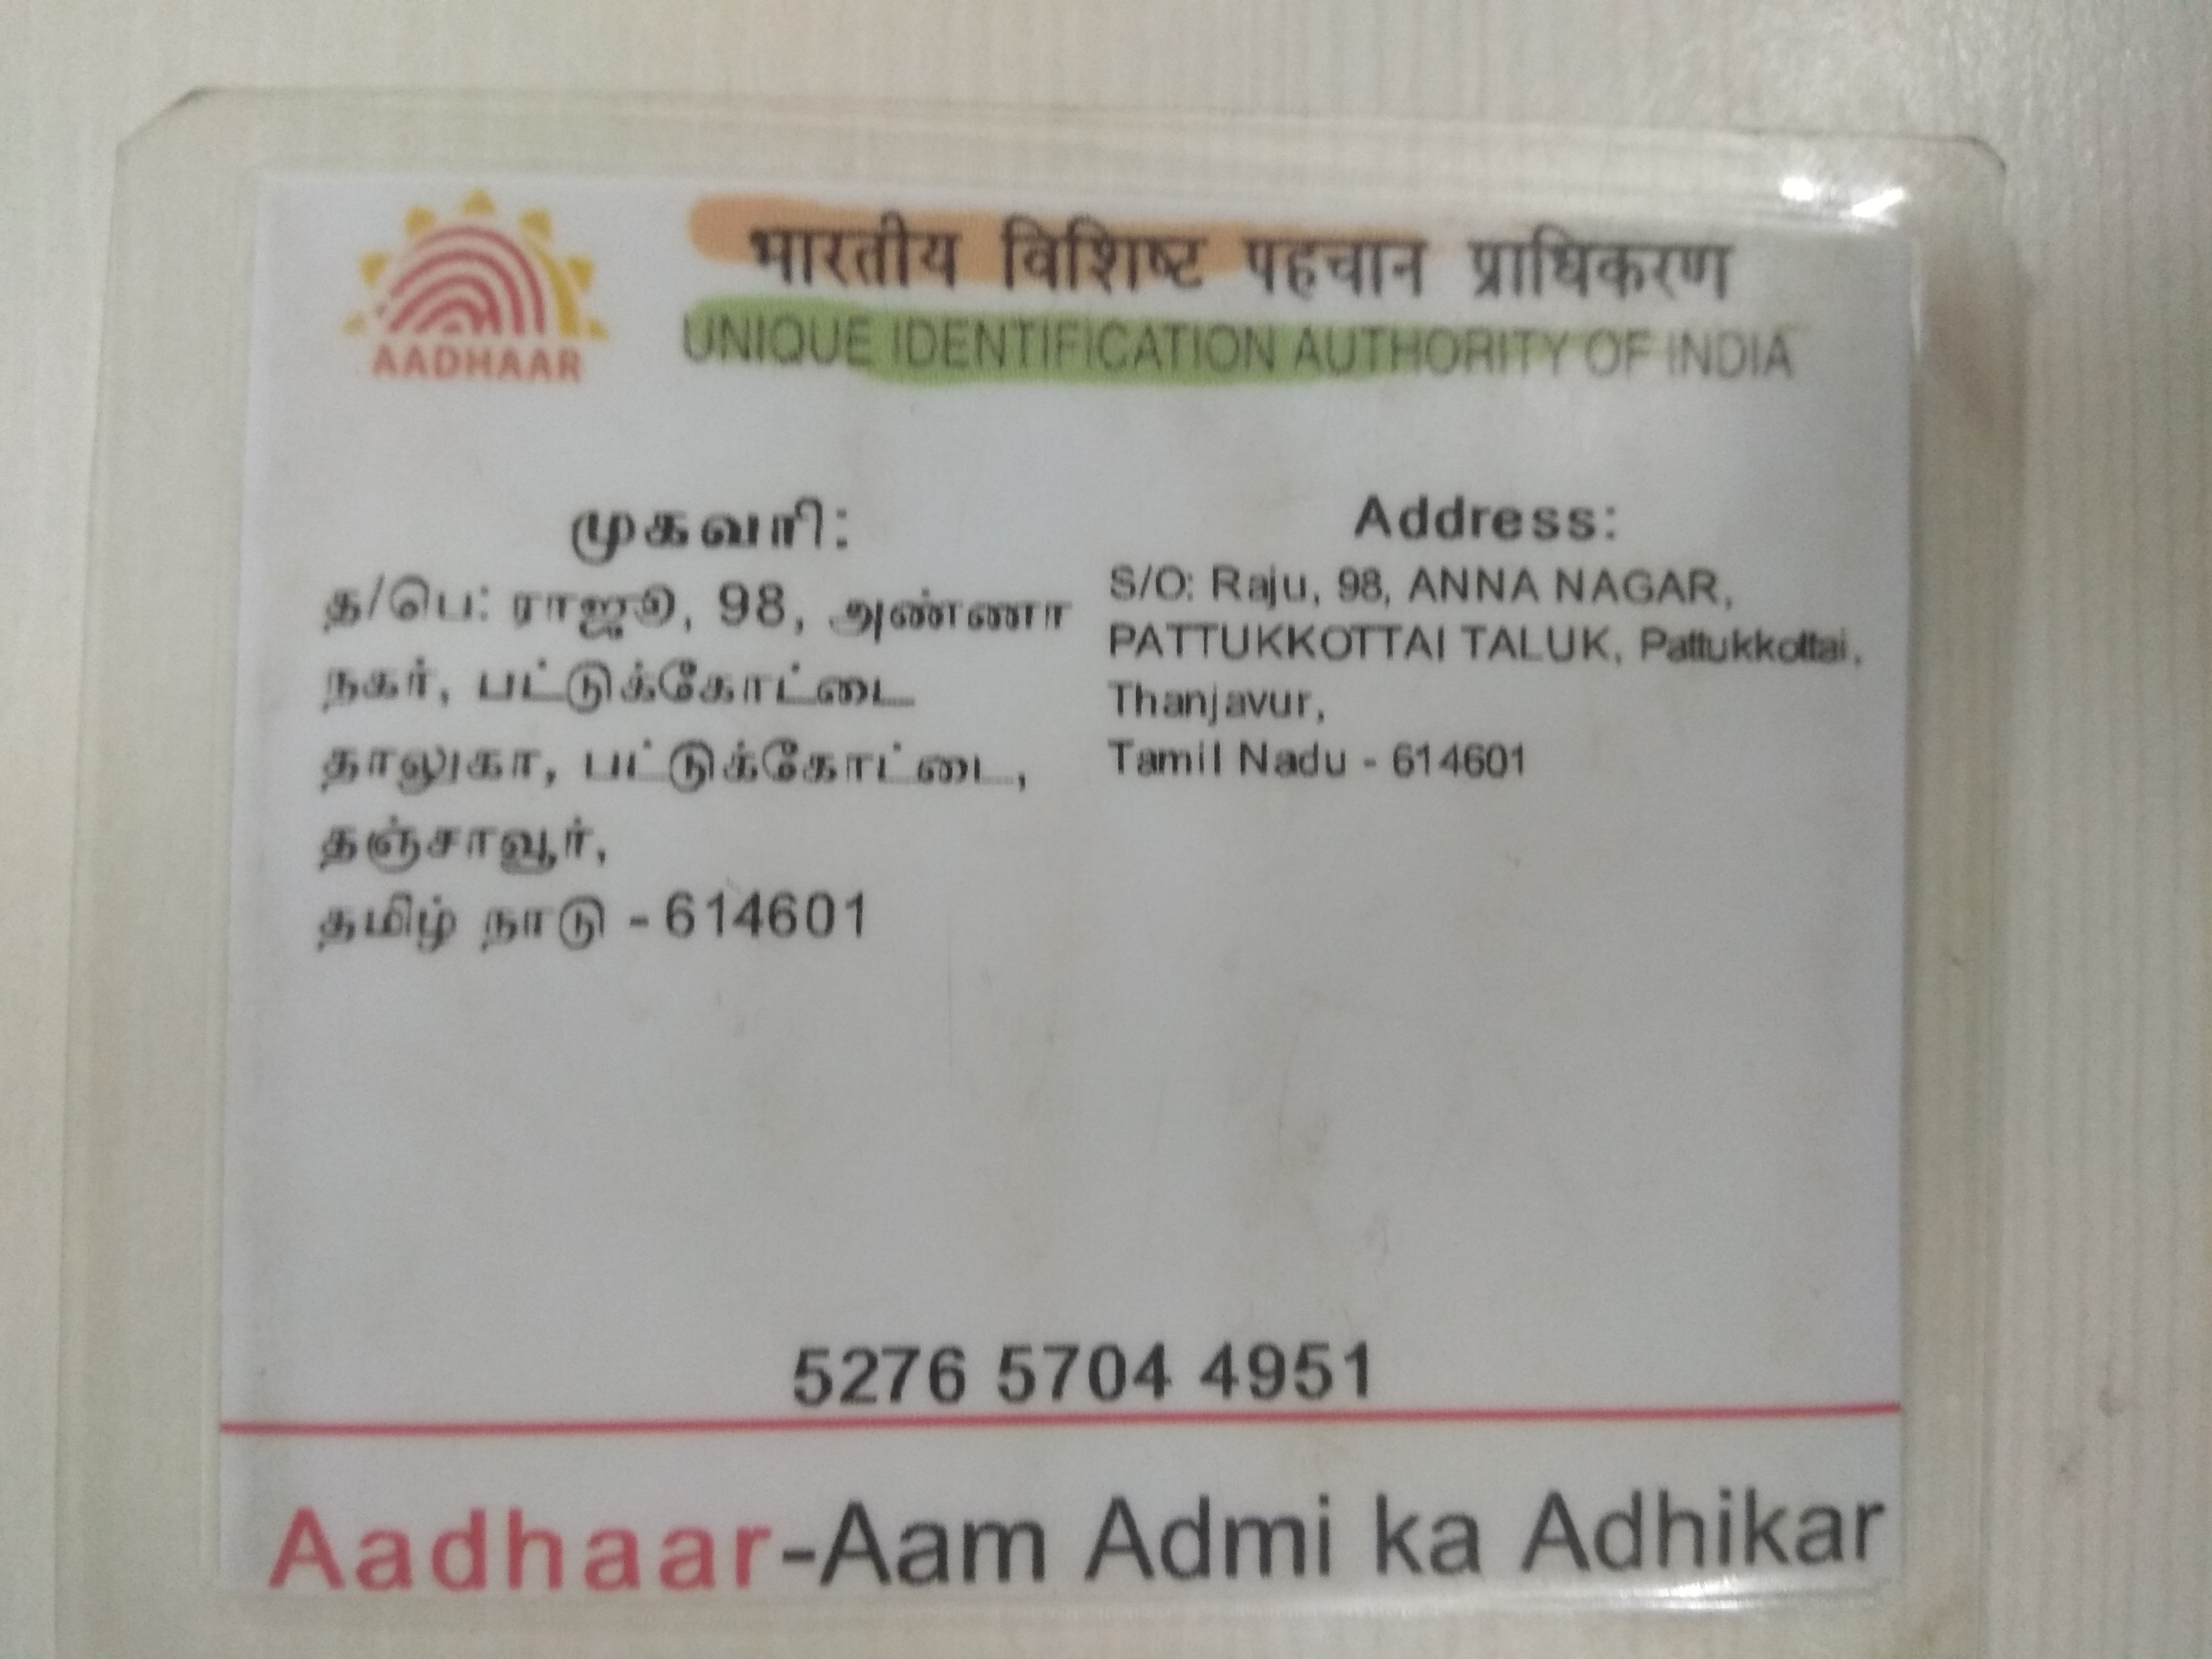 भारतीय विशिष्ट पहचान प्राधिकरण
UNIQUE IDENTIFICATION AUTHORITY OF INDIA
AADHAAR
முகவரி:
த/பெ: ராஜூ, 98, அண்ணா
நகர், பட்டுக்கோட்டை
தாலுகா, பட்டுக்கோட்டை,
தஞ்சாவூர்,
தமிழ் நாடு - 614601
Address:
S/O: Raju, 98, ANNA NAGAR,
PATTUKKOTTAI TALUK, Pattukkottai,
Thanjavur,
Tamil Nadu - 614601
5276 5704 4951
Aadhaar-Aam Admi ka Adhikar